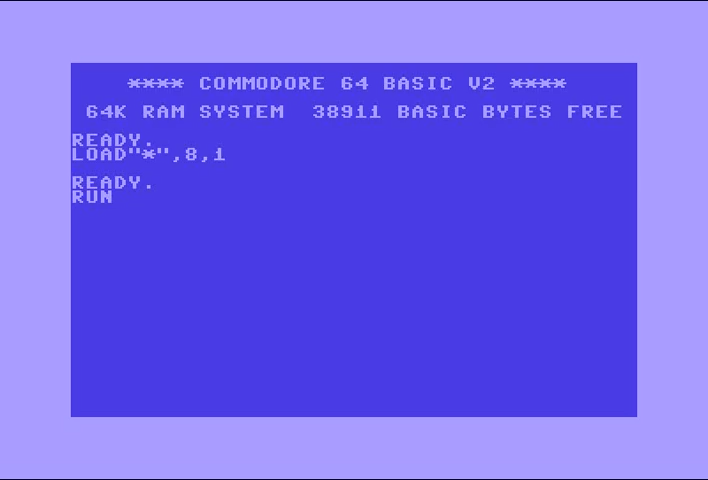 **** COMMODORE 64 BASIC V2 ****
64K RAM SYSTEM  38911 BASIC BYTES FREE
READY.
LOAD"*",8,1
READY.
RUN